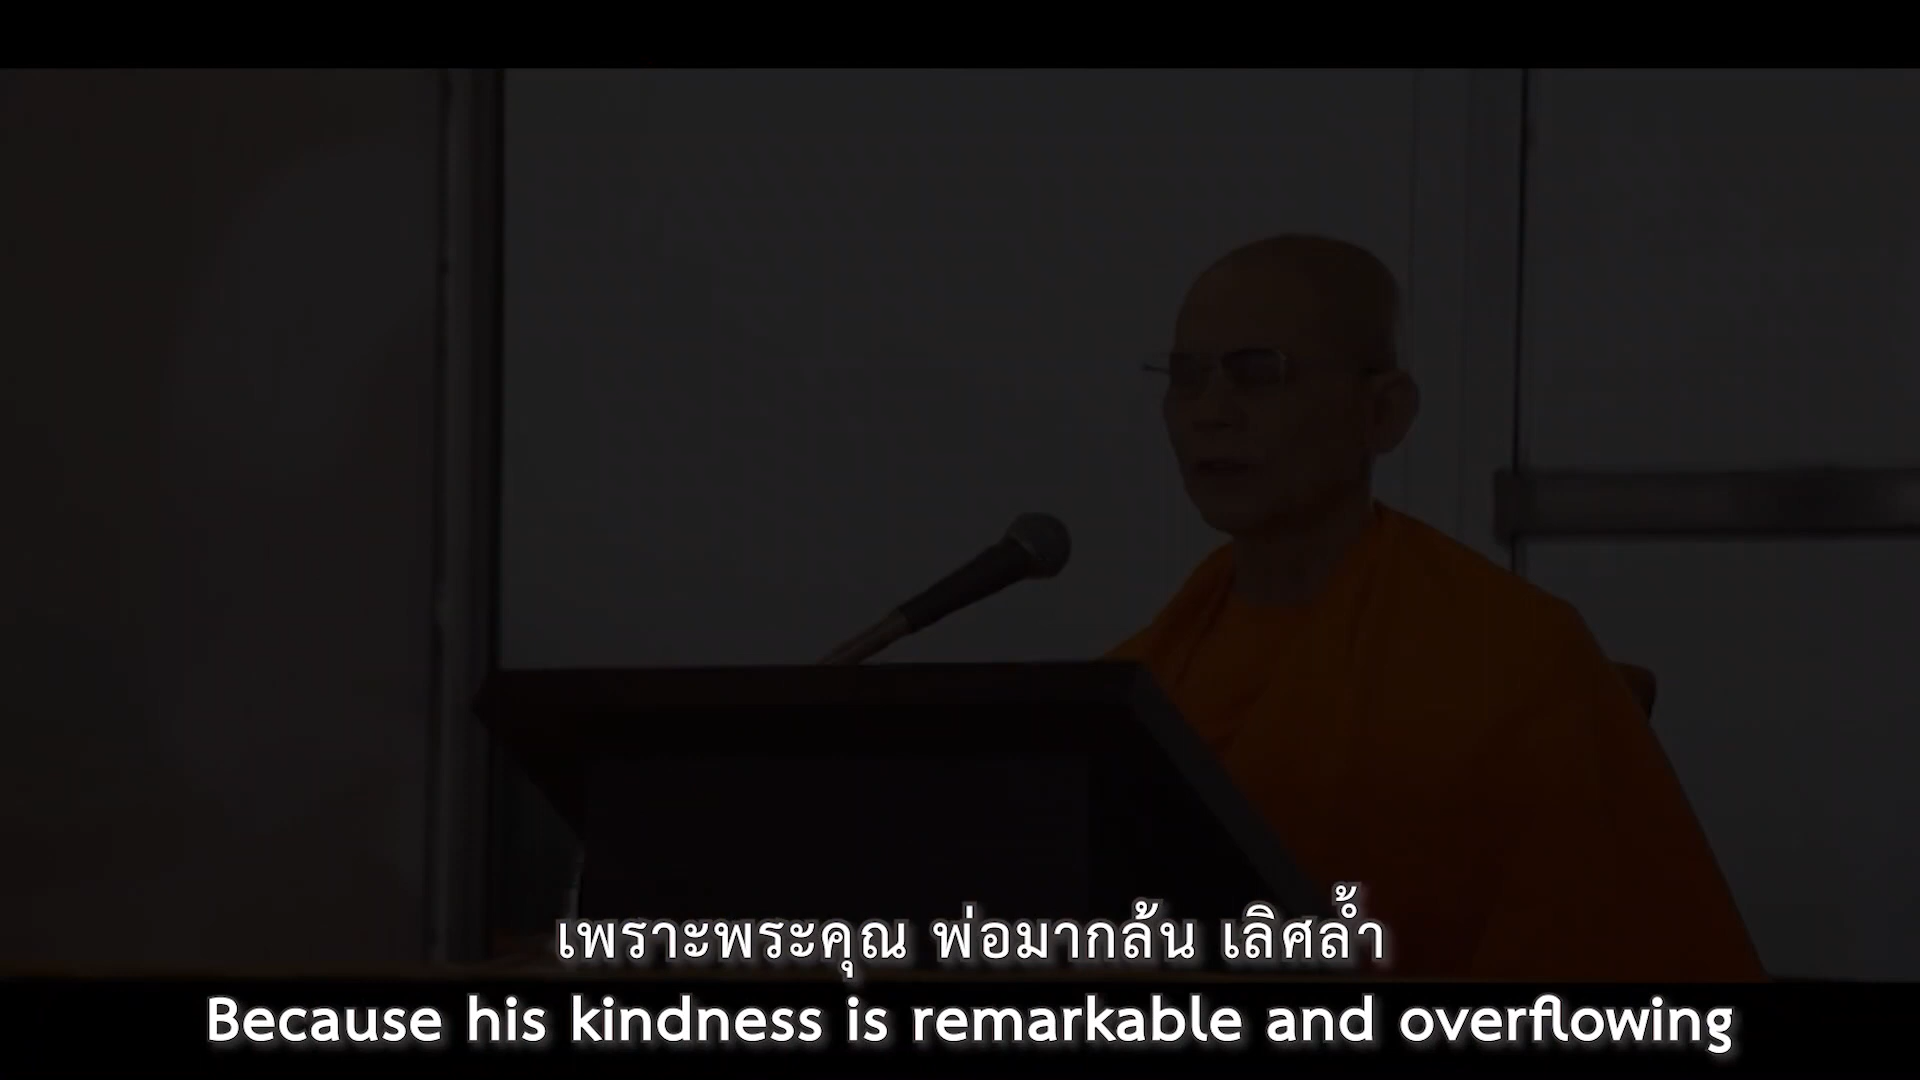 เพราะพระคุณ พ่อมากล้น เลิศล้ำ
Because his kindness is remarkable and overflowing